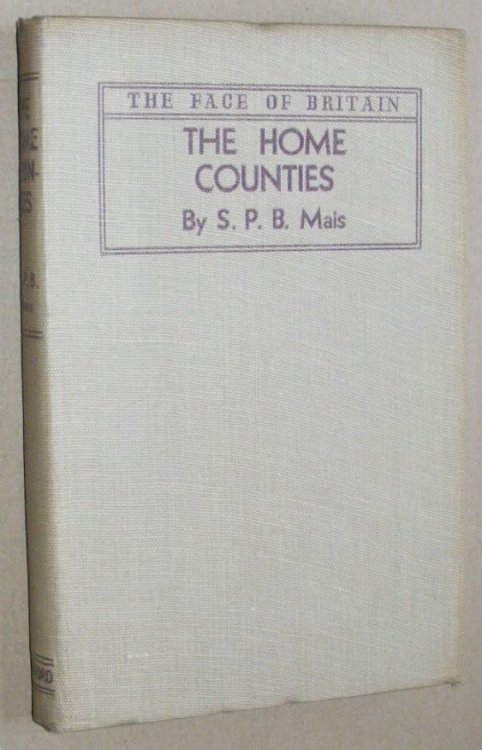 THE FACE OF BRITAIN
THE HOME
COUNTIES
By S. P. B. Mais